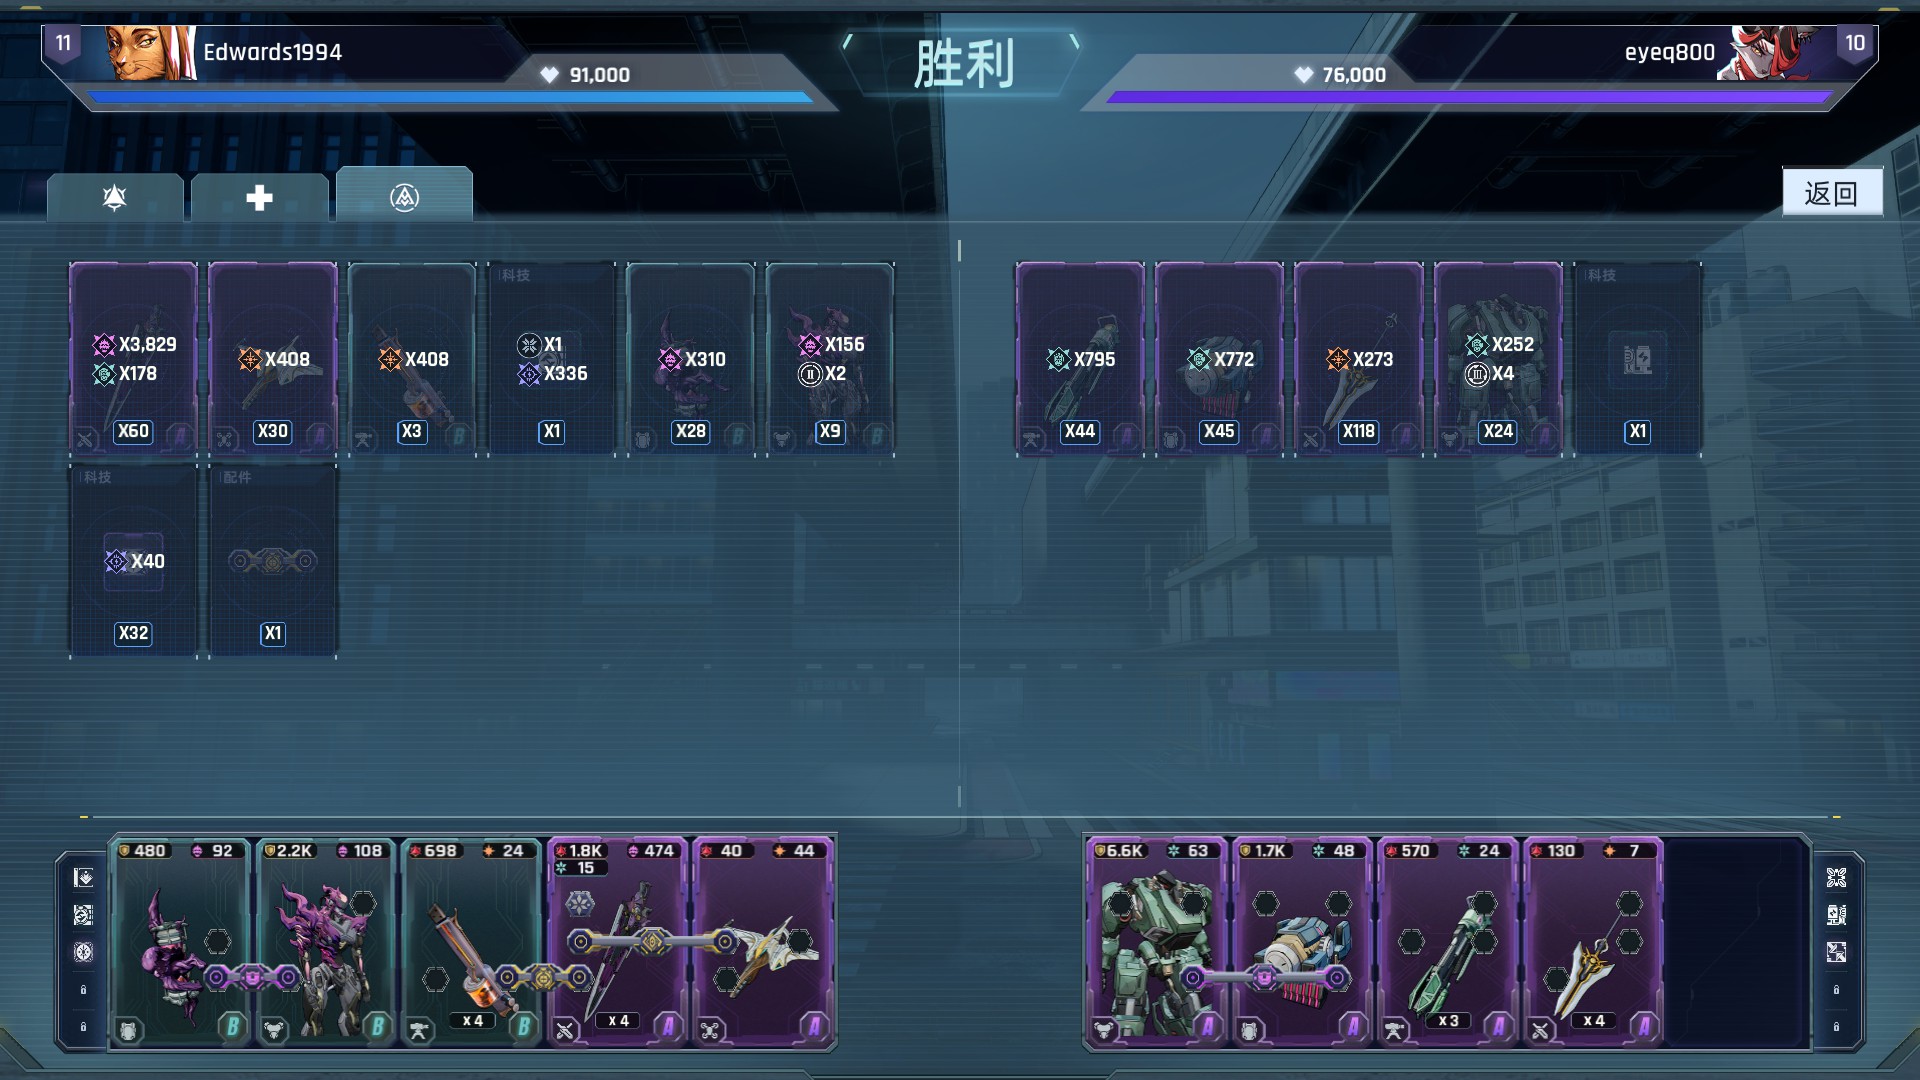 11
Edwards1994
91,000
胜利
76,000
eyeq800
10
返回
X3,829
X178
X60
X408
X30
X408
X3
科技
X1
X336
X1
X310
X28
X156
X2
X9
X795
X44
X772
X45
X273
X118
X252
X4
X24
科技
X1
科技
X40
X32
配件
X1
480 92
B
2.2K 108
B
698 24
x4 B
1.8K 474
15
x4 A
40 44
A
6.6K 63
A
1.7K 48
A
570 24
x3 A
130 7
x4 A